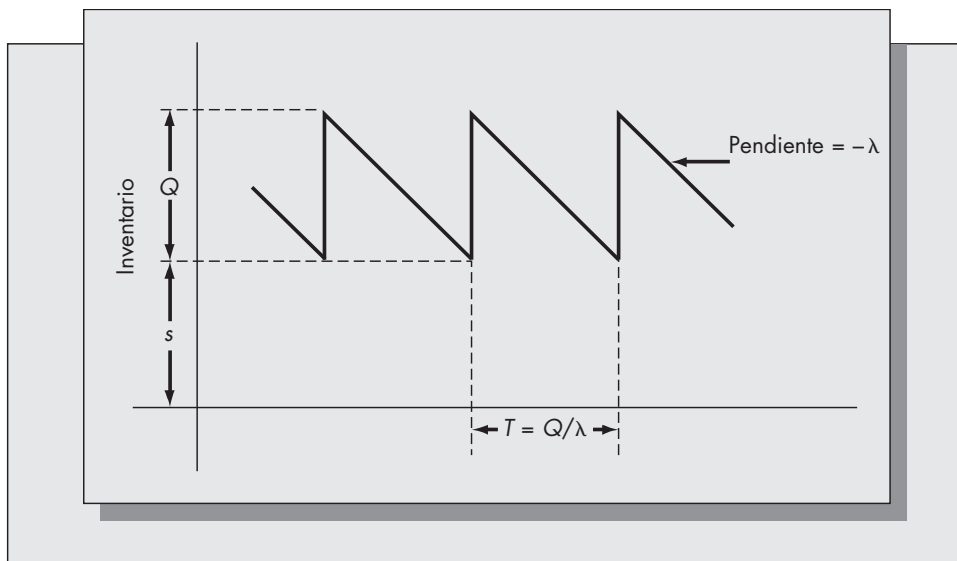 Inventario
Q
s
Pendiente = –λ
T = Q/λ